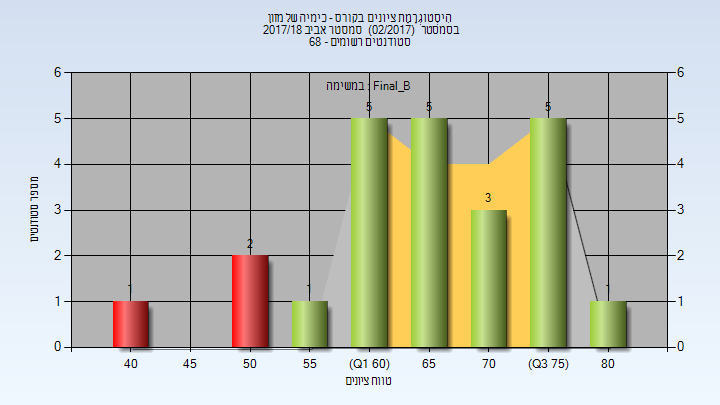 הִיסְטוֹגְרָמַת ציונים בקורס - כימיה של מזון
בסמסטר (02/2017) סמסטר אביב 2017/18
סטודנטים רשומים - 68
במשימה : Final_B
6 6
5 5
4 4
3 3
2 2
1 1
0 0
1 2 1 5 5 3 5 1
מספר סטודנטים
40 45 50 55 (Q1 60) 65 70 (Q3 75) 80
טווח ציונים